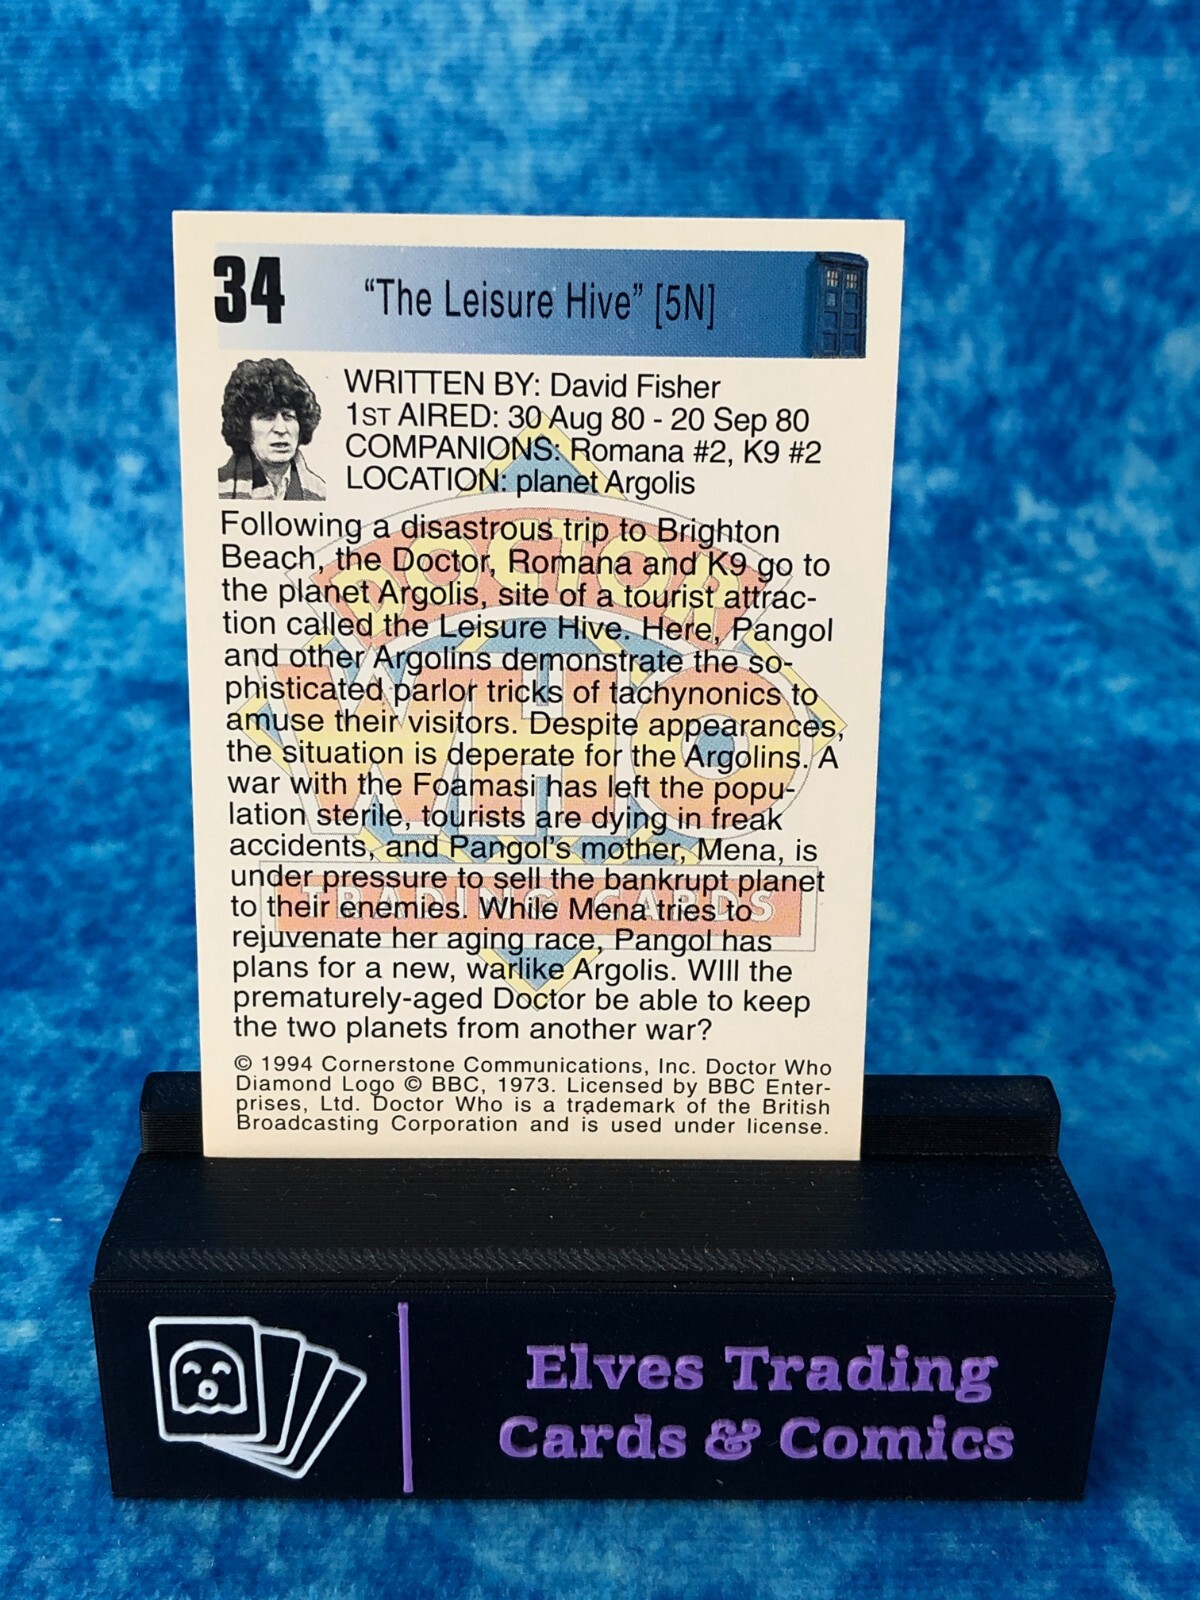 34
“The Leisure Hive” [5N]
WRITTEN BY: David Fisher
1ST AIRED: 30 Aug 80 - 20 Sep 80
COMPANIONS: Romana #2, K9 #2
LOCATION: planet Argolis
Following a disastrous trip to Brighton
Beach, the Doctor, Romana and K9 go to
the planet Argolis, site of a tourist attrac-
tion called the Leisure Hive. Here, Pangol
and other Argolins demonstrate the so-
phisticated parlor tricks of tachynonics to
amuse their visitors. Despite appearances,
the situation is deperate for the Argolins. A
war with the Foamasi has left the popu-
lation sterile, tourists are dying in freak
accidents, and Pangol's mother, Mena, is
under pressure to sell the bankrupt planet
to their enemies. While Mena tries to
rejuvenate her aging race, Pangol has
plans for a new, warlike Argolis. WIll the
prematurely-aged Doctor be able to keep
the two planets from another war?
DOCTOR
WHO
TRADING CARDS
© 1994 Cornerstone Communications, Inc. Doctor Who
Diamond Logo © BBC, 1973. Licensed by BBC Enter-
prises, Ltd. Doctor Who is a trademark of the British
Broadcasting Corporation and is used under license.
Elves Trading
Cards & Comics